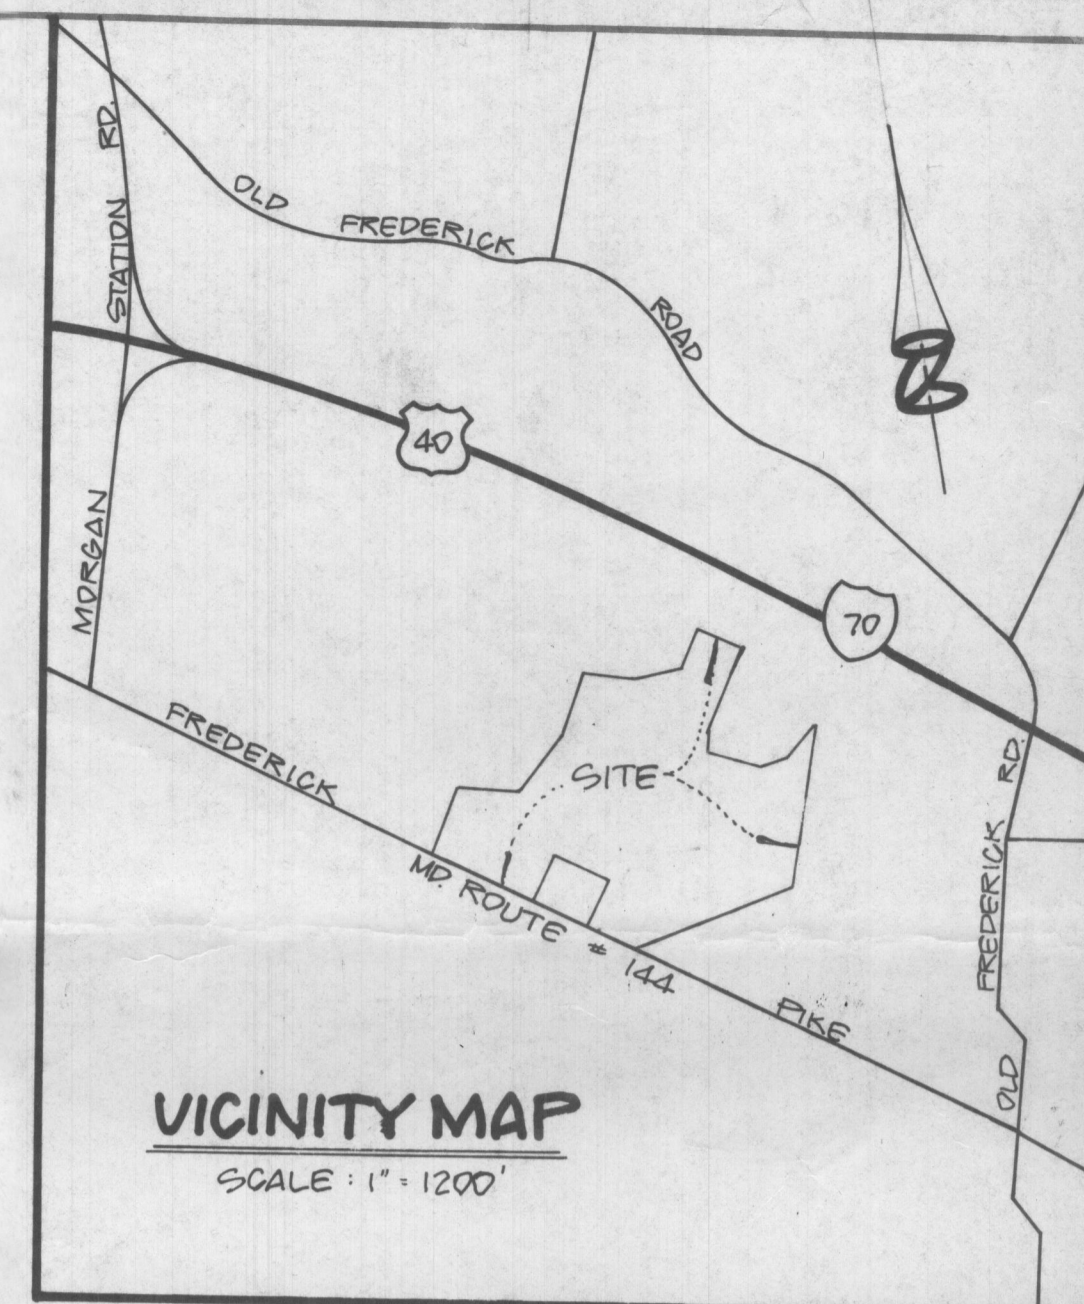 STATION RD.
OLD FREDERICK ROAD
40
MORGAN
70
FREDERICK
SITE
MD. ROUTE # 144
PIKE
FREDERICK RD.
OLD
VICINITY MAP
SCALE : 1" = 1200'